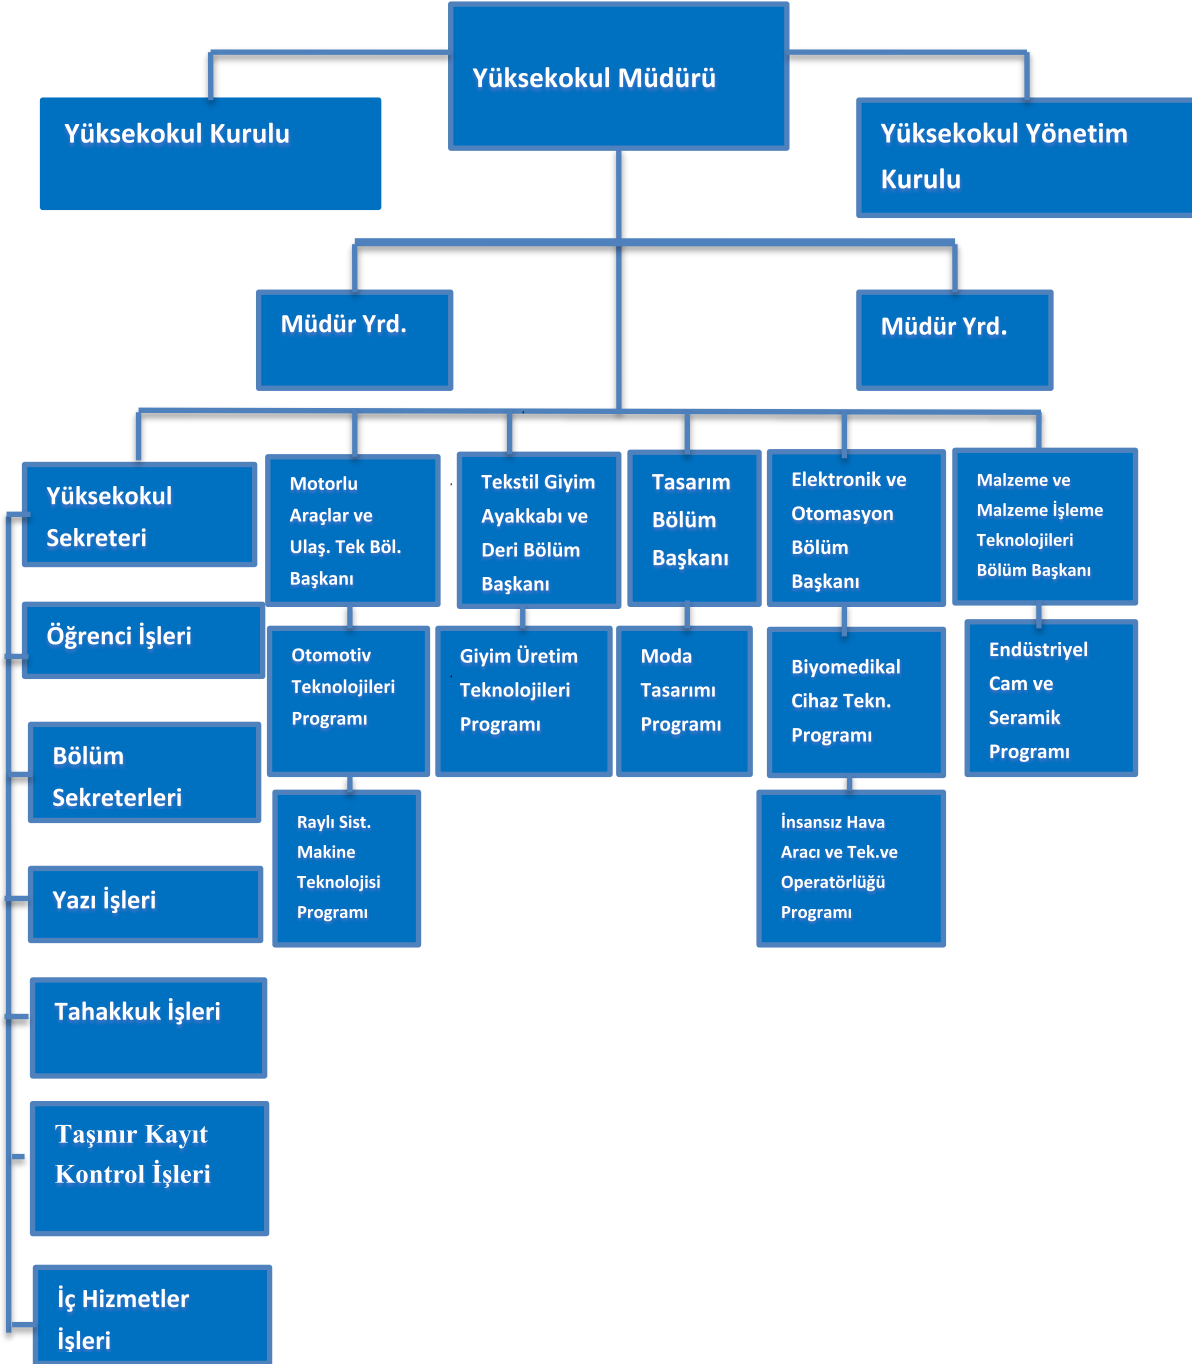 Yüksekokul Müdürü
Yüksekokul Kurulu
Yüksekokul Yönetim
Kurulu
Müdür Yrd.
Müdür Yrd.
Yüksekokul
Sekreteri
Motorlu
Araçlar ve
Ulaş. Tek Böl.
Başkanı
Tekstil Giyim
Ayakkabı ve
Deri Bölüm
Başkanı
Tasarım
Bölüm
Başkanı
Elektronik ve
Otomasyon
Bölüm
Başkanı
Malzeme ve
Malzeme İşleme
Teknolojileri
Bölüm Başkanı
Öğrenci İşleri
Otomotiv
Teknolojileri
Programı
Giyim Üretim
Teknolojileri
Programı
Moda
Tasarımı
Programı
Biyomedikal
Cihaz Tekn.
Programı
Endüstriyel
Cam ve
Seramik
Programı
Bölüm
Sekreterleri
Raylı Sist.
Makine
Teknolojisi
Programı
İnsansız Hava
Aracı ve Tek.ve
Operatörlüğü
Programı
Yazı İşleri
Tahakkuk İşleri
Taşınır Kayıt
Kontrol İşleri
İç Hizmetler
İşleri